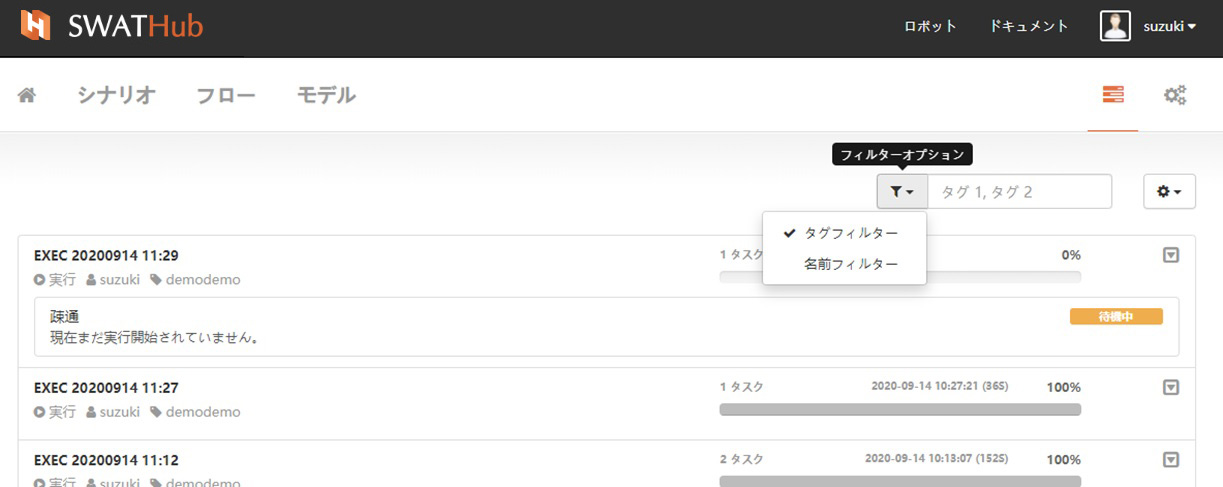 SWATHub
ロボット ドキュメント suzuki
シナリオ フロー モデル
フィルターオプション
タグ 1, タグ 2
タグフィルター
名前フィルター
EXEC 20200914 11:29 1 タスク 0%
実行 suzuki demodemo
疎通 待機中
現在まだ実行開始されていません。
EXEC 20200914 11:27 1 タスク 2020-09-14 10:27:21 (36S) 100%
実行 suzuki demodemo
EXEC 20200914 11:12 2 タスク 2020-09-14 10:13:07 (152S) 100%
実行 suzuki demodemo